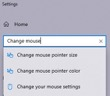 Settings
Home
Change mouse
Change mouse pointer size
Change mouse pointer color
Change your mouse settings